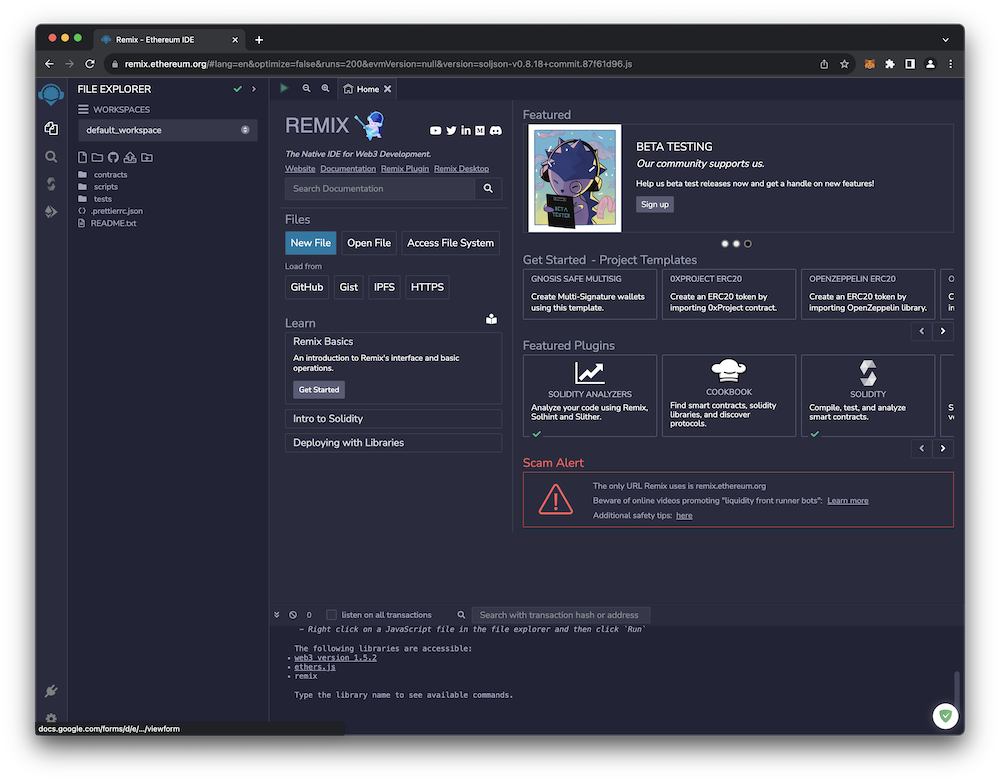 Remix - Ethereum IDE
remix.ethereum.org/#lang=en&optimize=false&runs=200&evmVersion=null&version=soljson-v0.8.18+commit.87f61d96.js
FILE EXPLORER
WORKSPACES
default_workspace
contracts
scripts
tests
.prettierrc.json
README.txt
Home
REMIX
The Native IDE for Web3 Development.
Website Documentation Remix Plugin Remix Desktop
Search Documentation
Files
New File Open File Access File System
Load from
GitHub Gist IPFS HTTPS
Learn
Remix Basics
An introduction to Remix's interface and basic
operations.
Get Started
Intro to Solidity
Deploying with Libraries
Featured
BETA TESTER
BETA TESTING
Our community supports us.
Help us beta test releases now and get a handle on new features!
Sign up
Get Started - Project Templates
GNOSIS SAFE MULTISIG
Create Multi-Signature wallets
using this template.
0XPROJECT ERC20
Create an ERC20 token by
importing 0xProject contract.
OPENZEPPELIN ERC20
Create an ERC20 token by
importing OpenZeppelin library.
Featured Plugins
SOLIDITY ANALYZERS
Analyze your code using Remix,
Solhint and Slither.
COOKBOOK
Find smart contracts, solidity
libraries, and discover
protocols.
SOLIDITY
Compile, test, and analyze
smart contracts.
Scam Alert
The only URL Remix uses is remix.ethereum.org
Beware of online videos promoting "liquidity front runner bots": Learn more
Additional safety tips: here
0 listen on all transactions Search with transaction hash or address
- Right click on a JavaScript file in the file explorer and then click `Run`
The following libraries are accessible:
• web3 version 1.5.2
• ethers.js
• remix
Type the library name to see available commands.
docs.google.com/forms/d/e/.../viewform